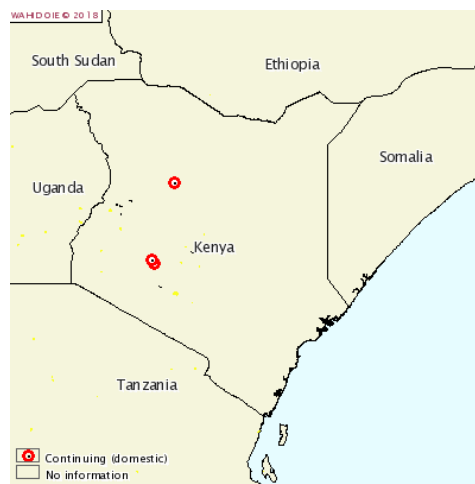 WAHIDOIE © 2018
South Sudan
Ethiopia
Somalia
Uganda
Kenya
Tanzania
Continuing (domestic)
No information